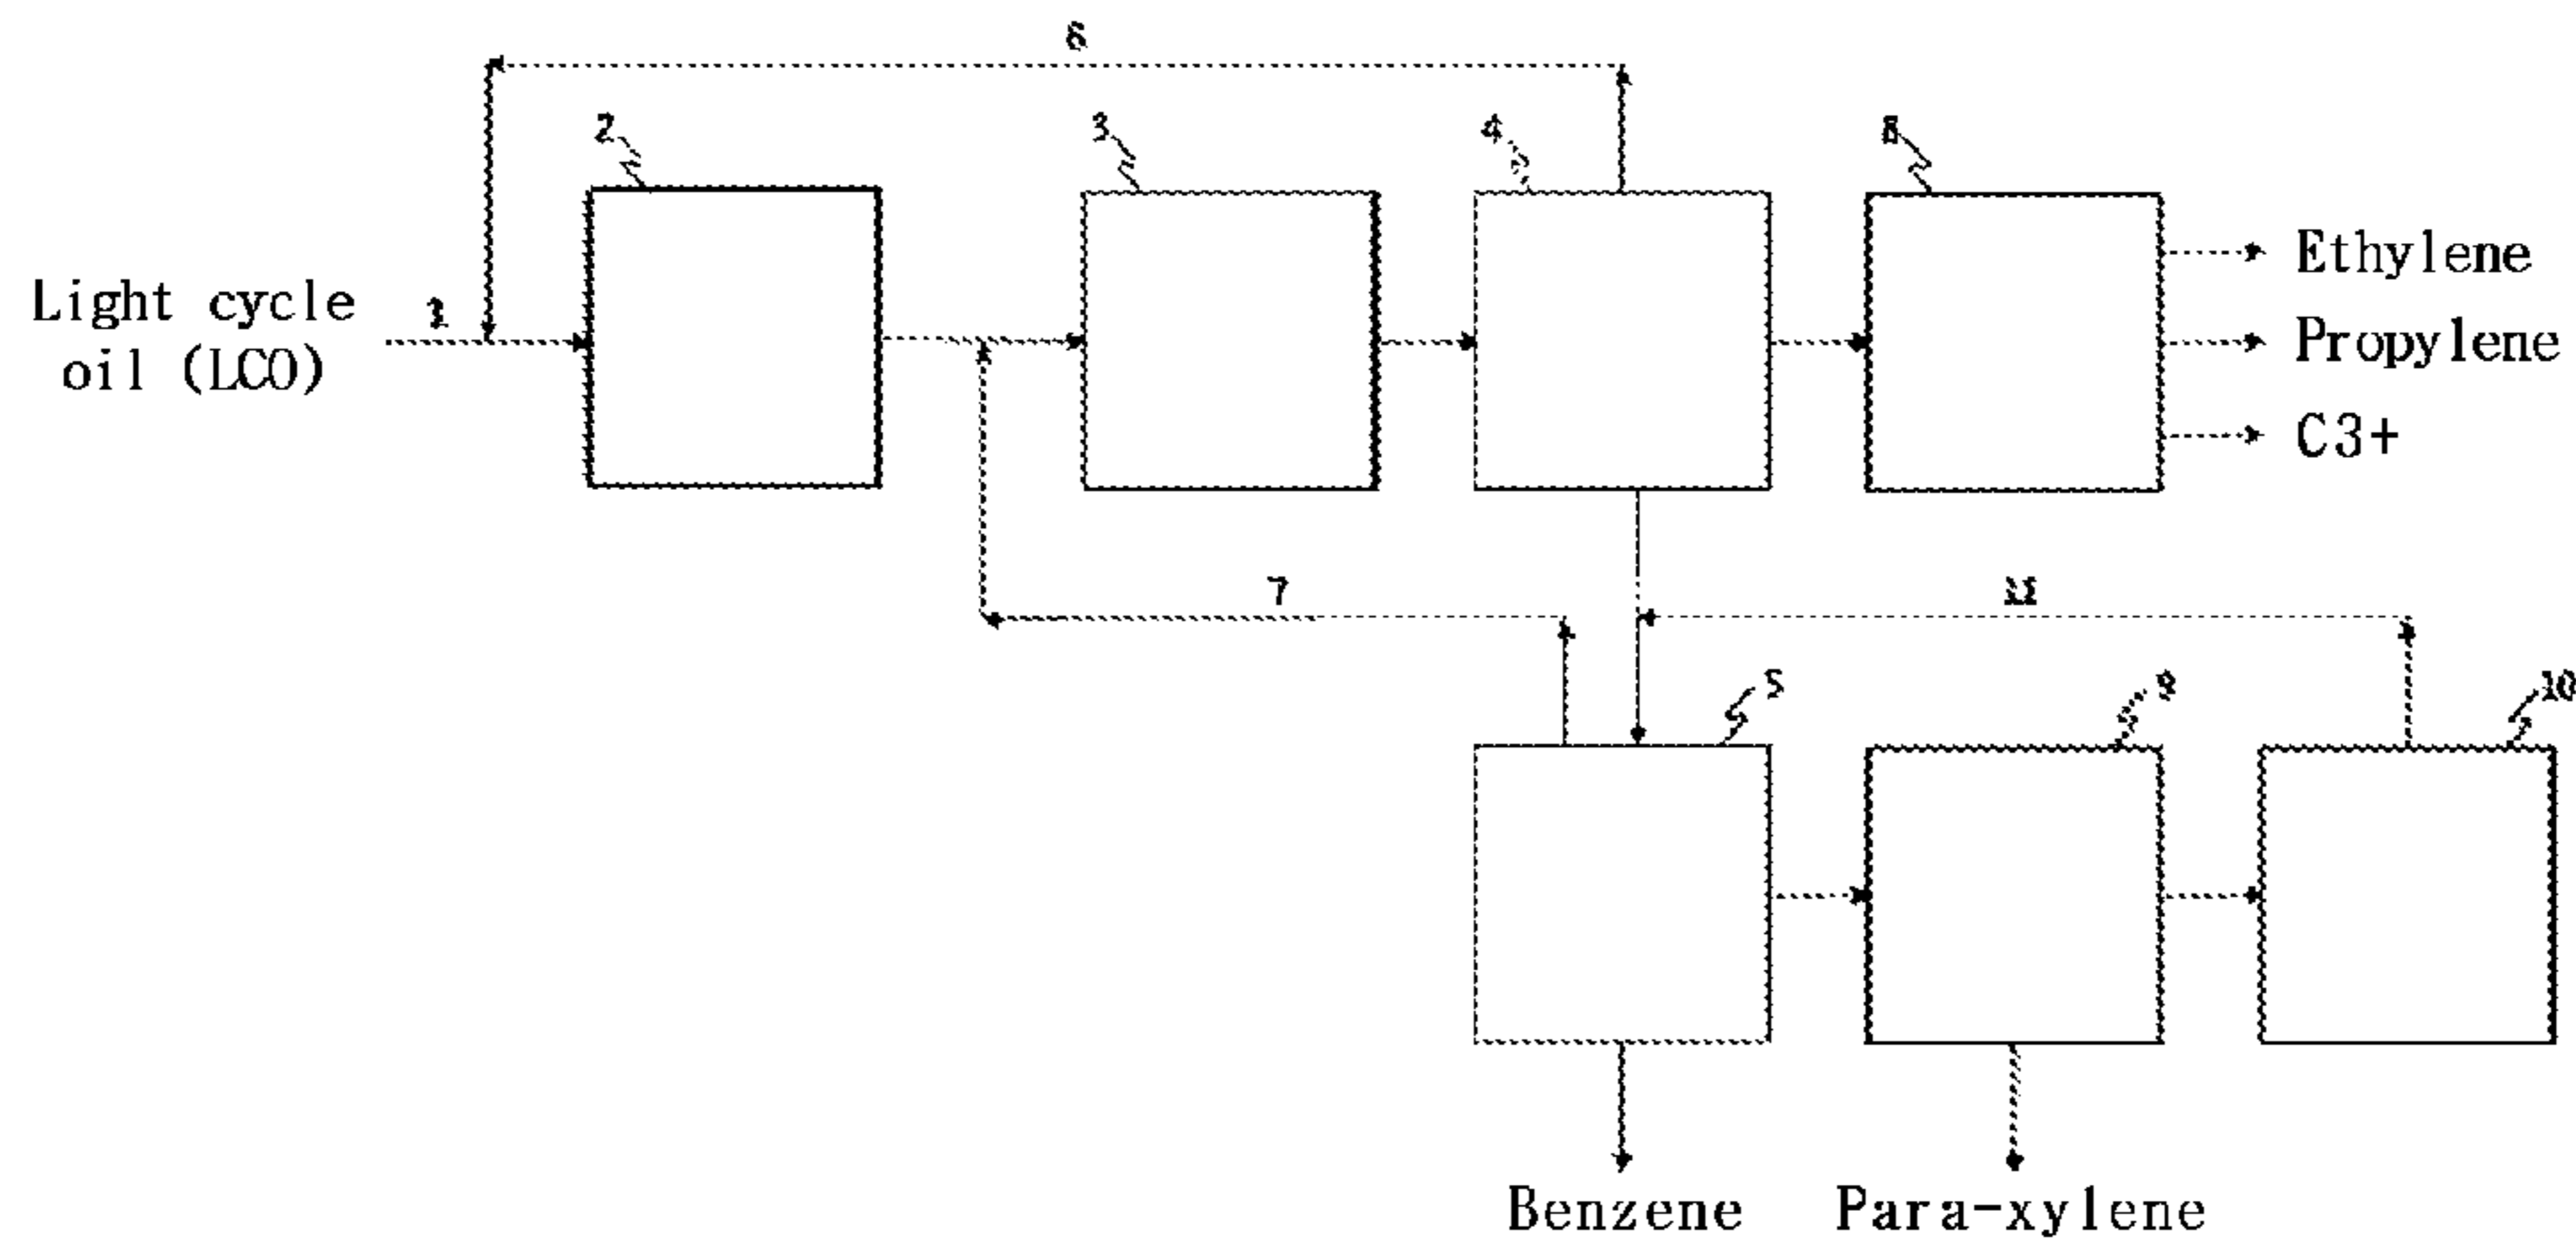 6
2 3 4 8
Ethylene
Light cycle
1
Propylene
oil (LCO)
C3+
7 11
5 9 10
Benzene Para-xylene